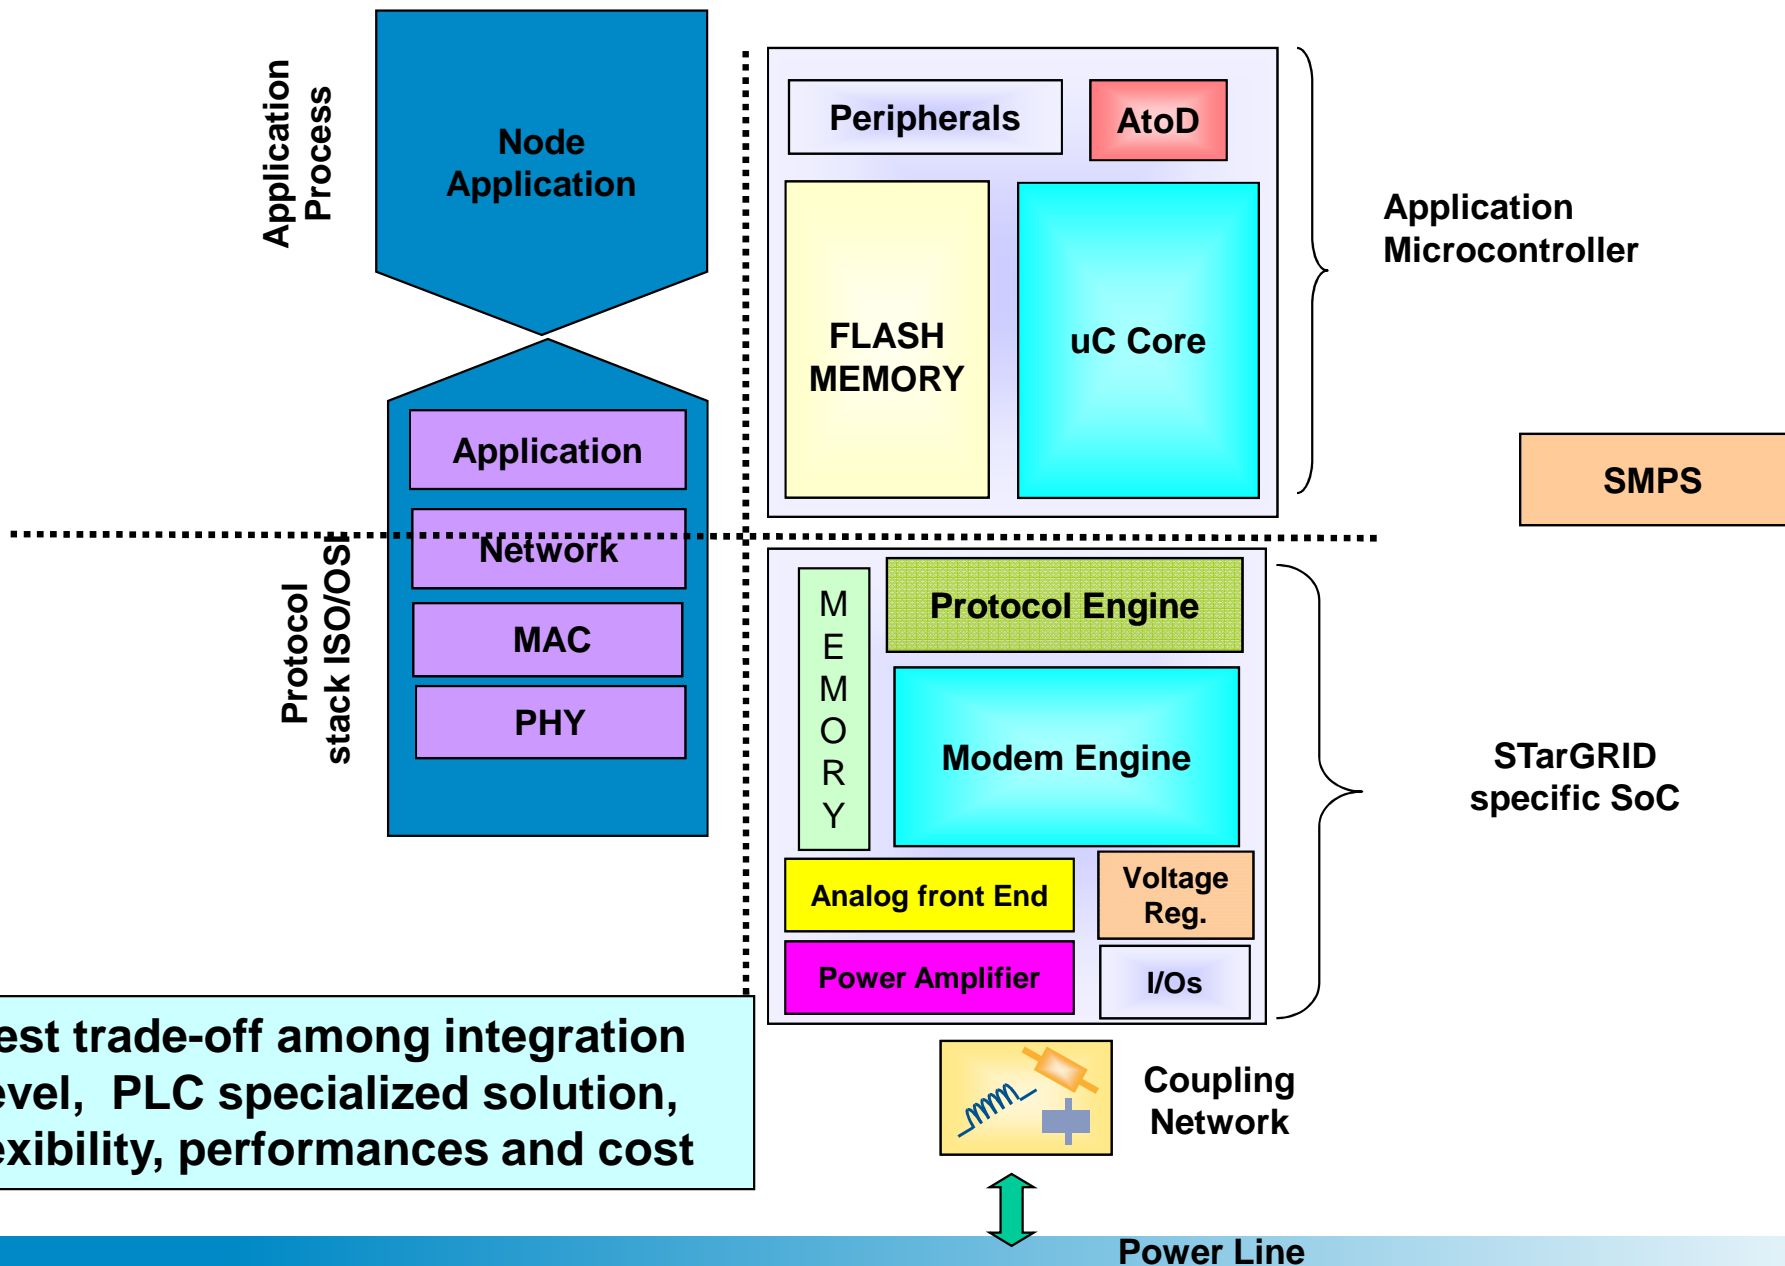 Application
Process
Node
Application
Peripherals
AtoD
FLASH
MEMORY
uC Core
Application
Microcontroller
SMPS
Application
Network
MAC
PHY
Protocol
stack ISO/OSI
M
E
M
O
R
Y
Protocol Engine
Modem Engine
Analog front End
Voltage
Reg.
Power Amplifier
I/Os
STarGRID
specific SoC
est trade-off among integration
evel, PLC specialized solution,
exibility, performances and cost
Coupling
Network
Power Line